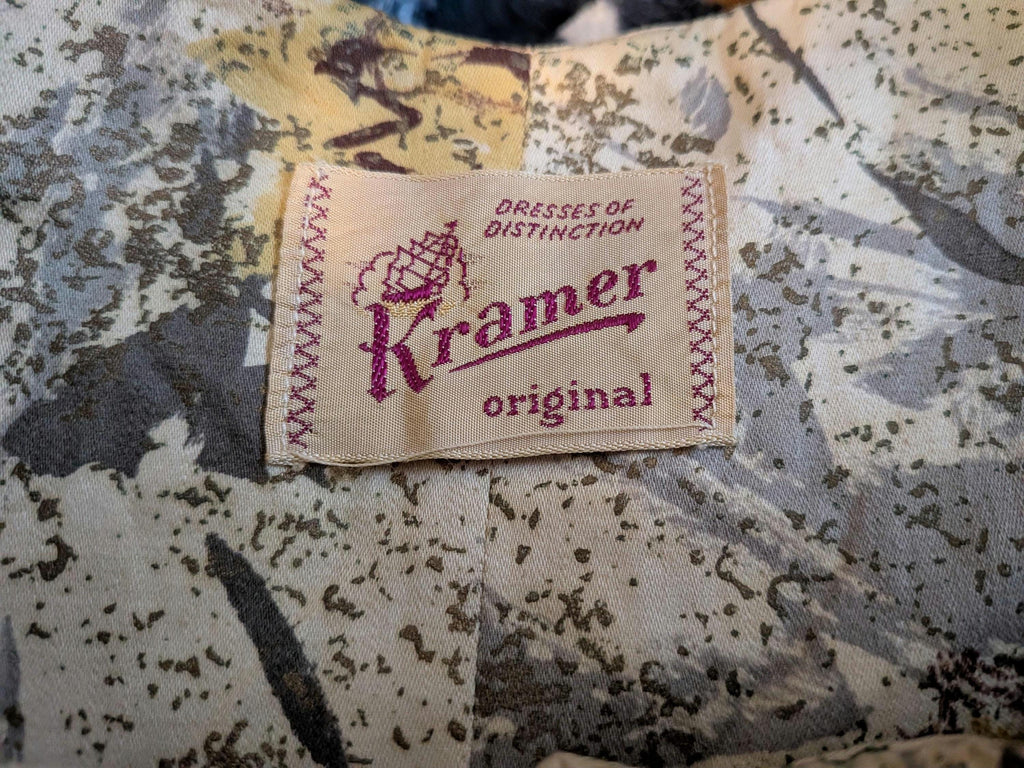 DRESSES OF
DISTINCTION
Kramer
original